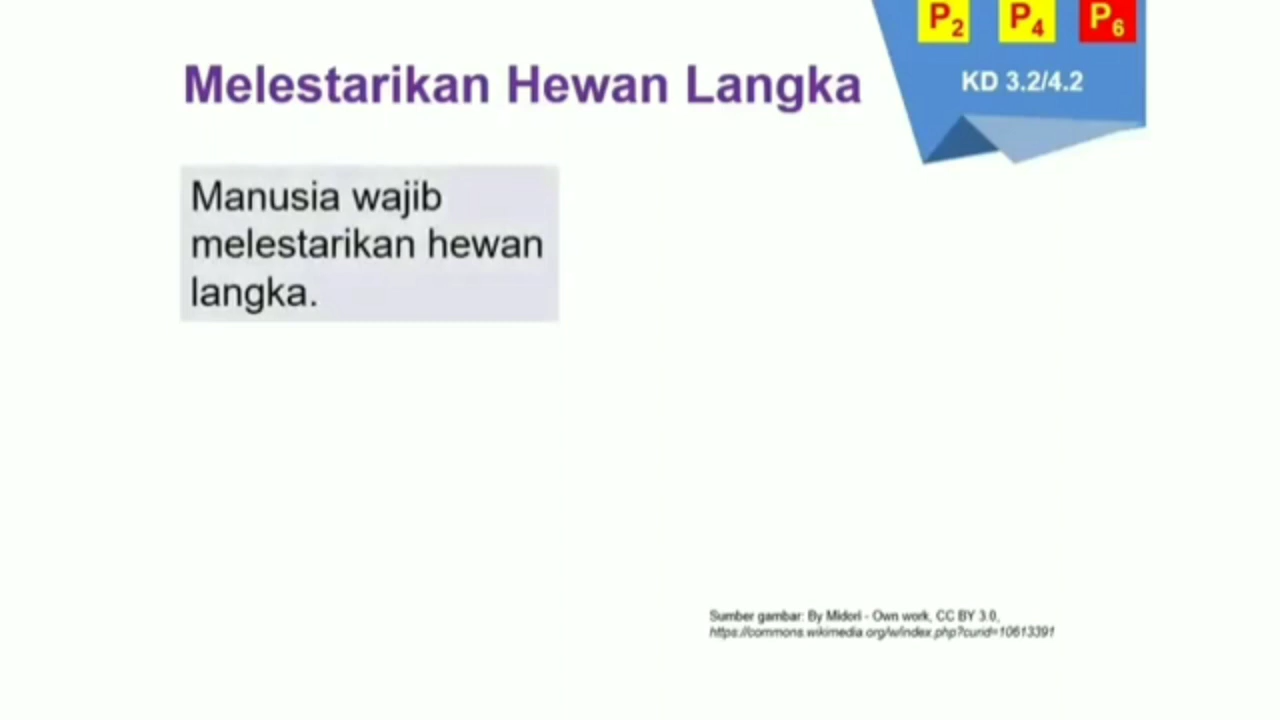 P2 P4 P6
KD 3.2/4.2
Melestarikan Hewan Langka
Manusia wajib
melestarikan hewan
langka.
Sumber gambar: By Midori - Own work, CC BY 3.0,
https://commons.wikimedia.org/w/index.php?curid=10613391